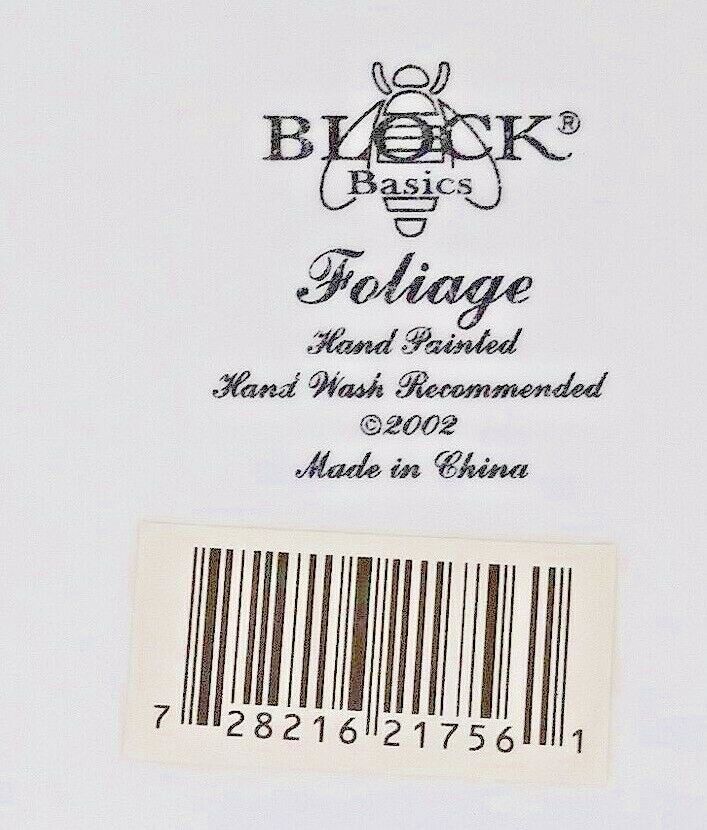 BLOCK®
Basics
Foliage
Hand Painted
Hand Wash Recommended
©2002
Made in China
7 28216 21756 1